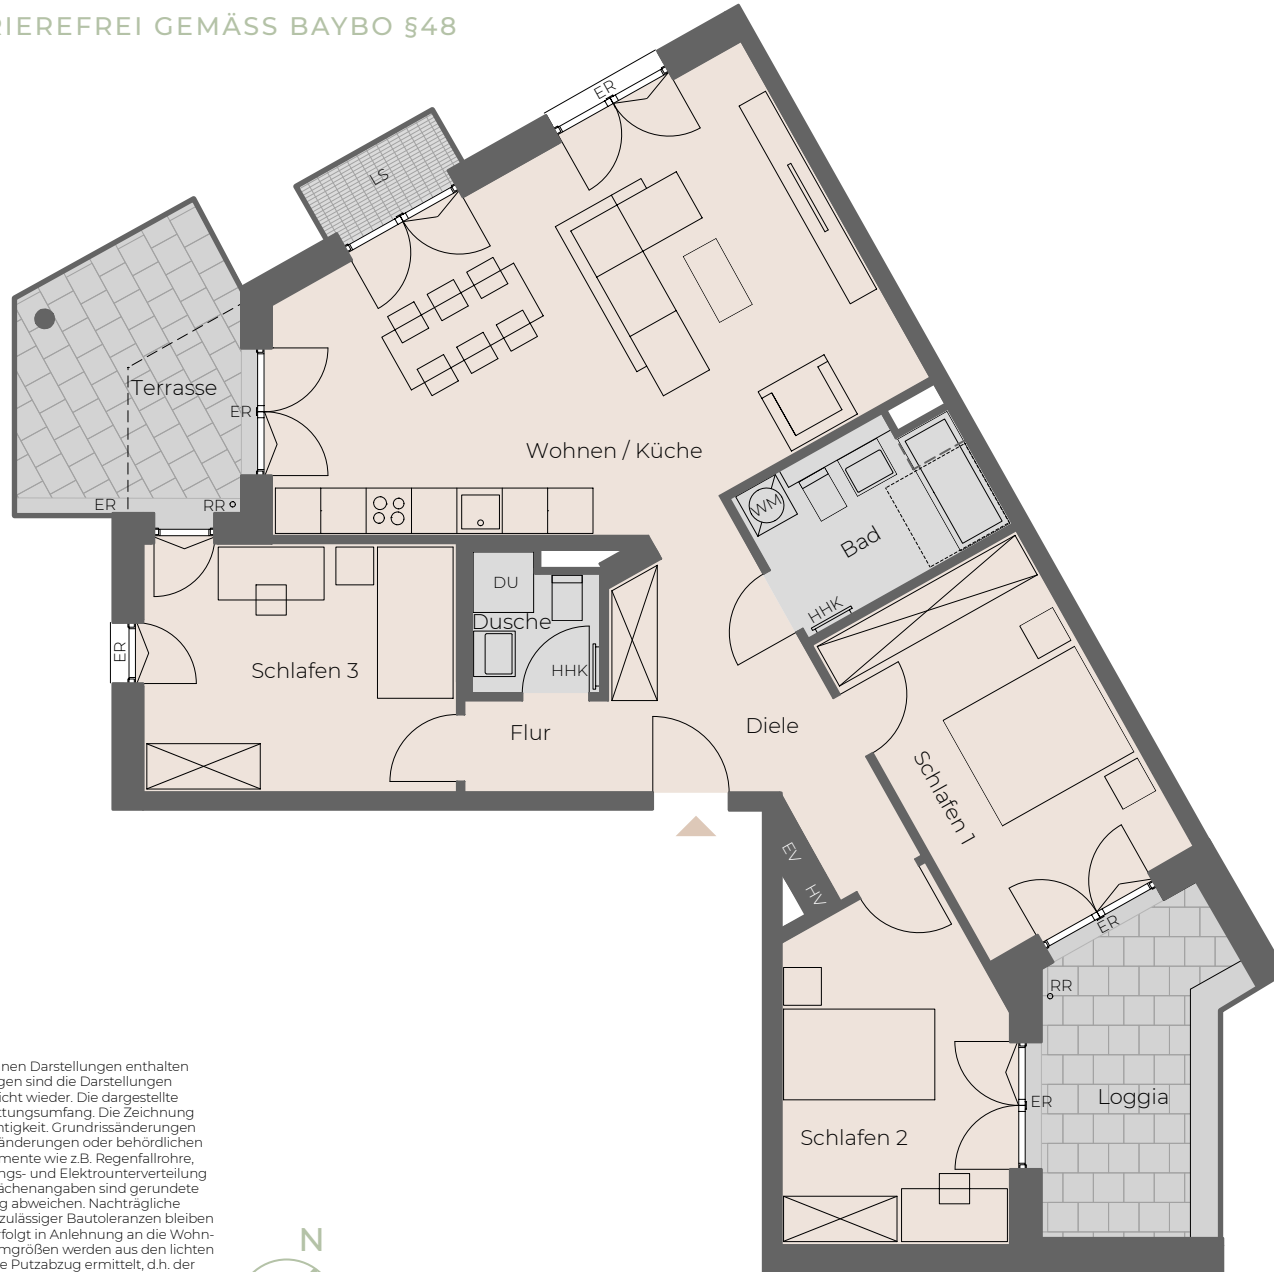 RIEREFREI GEMÄSS BAYBO §48
ER
LS
Terrasse
ER
Wohnen / Küche
ER
RR
WM
Bad
HHK
DU
Dusche
HHK
ER
Schlafen 3
Flur
Diele
Schlafen 1
EV
HV
ER
RR
ER
Loggia
Schlafen 2
nen Darstellungen enthalten
gen sind die Darstellungen
icht wieder. Die dargestellte
ttungsumfang. Die Zeichnung
htigkeit. Grundrissänderungen
änderungen oder behördlichen
mente wie z.B. Regenfallrohre,
ngs- und Elektrounterverteilung
ächenangaben sind gerundete
g abweichen. Nachträgliche
zulässiger Bautoleranzen bleiben
rfolgt in Anlehnung an die Wohn-
mgrößen werden aus den lichten
e Putzabzug ermittelt, d.h. der
N